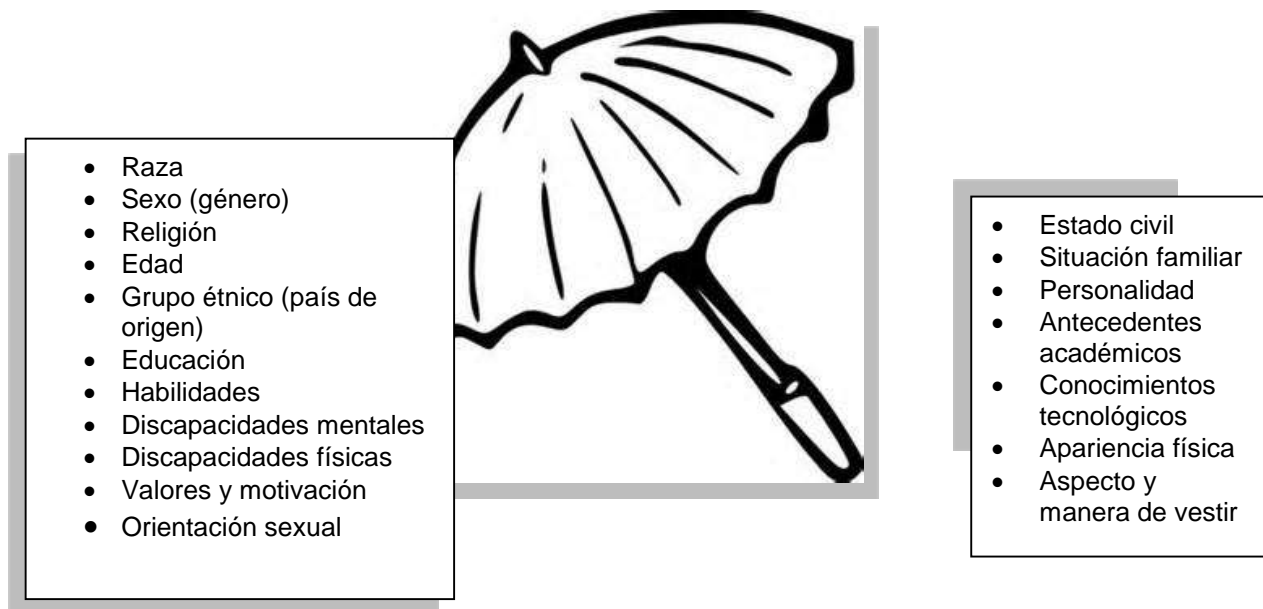 • Raza
• Sexo (género)
• Religión
• Edad
• Grupo étnico (país de
origen)
• Educación
• Habilidades
• Discapacidades mentales
• Discapacidades físicas
• Valores y motivación
• Orientación sexual
• Estado civil
• Situación familiar
• Personalidad
• Antecedentes
académicos
• Conocimientos
tecnológicos
• Apariencia física
• Aspecto y
manera de vestir